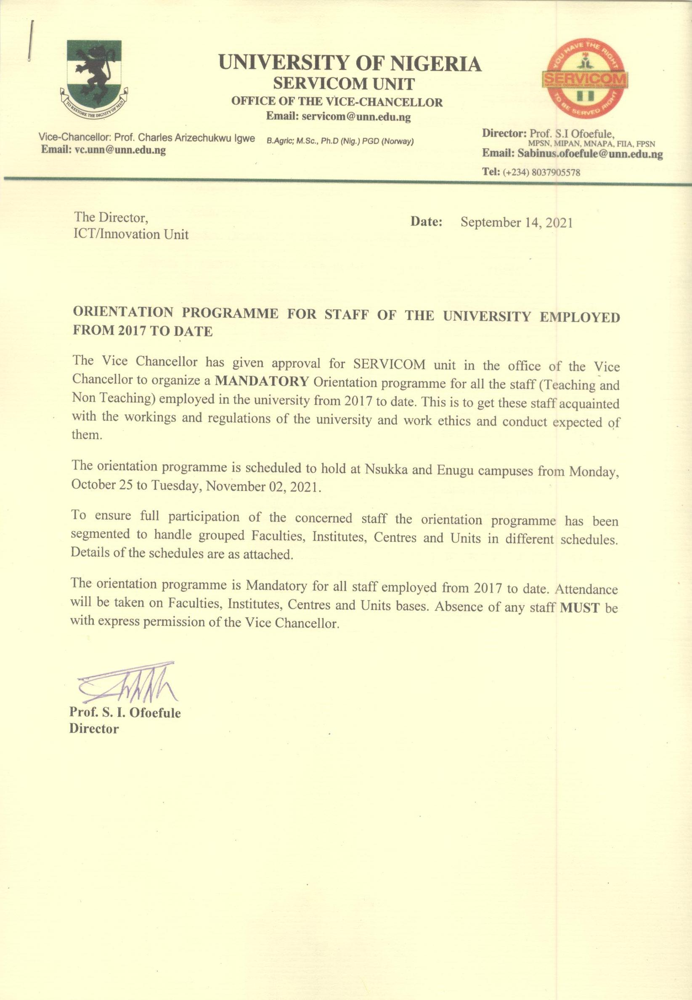 UNIVERSITY OF NIGERIA
SERVICOM UNIT
OFFICE OF THE VICE-CHANCELLOR
Email: servicom@unn.edu.ng
TO RESTORE THE DIGNITY OF MAN
YOU HAVE THE RIGHT
SERVICOM
SERVICE COMPACT WITH ALL NIGERIANS
TO BE SERVED RIGHT
Vice-Chancellor: Prof. Charles Arizechukwu Igwe B.Agric; M.Sc., Ph.D (Nig.) PGD (Norway)
Email: vc.unn@unn.edu.ng
Director: Prof. S.I Ofoefule,
MPSN, MIPAN, MNAPA, FIIA, FPSN
Email: Sabinus.ofoefule@unn.edu.ng
Tel: (+234) 8037905578
The Director,
ICT/Innovation Unit
Date: September 14, 2021
ORIENTATION PROGRAMME FOR STAFF OF THE UNIVERSITY EMPLOYED
FROM 2017 TO DATE
The Vice Chancellor has given approval for SERVICOM unit in the office of the Vice
Chancellor to organize a MANDATORY Orientation programme for all the staff (Teaching and
Non Teaching) employed in the university from 2017 to date. This is to get these staff acquainted
with the workings and regulations of the university and work ethics and conduct expected of
them.
The orientation programme is scheduled to hold at Nsukka and Enugu campuses from Monday,
October 25 to Tuesday, November 02, 2021.
To ensure full participation of the concerned staff the orientation programme has been
segmented to handle grouped Faculties, Institutes, Centres and Units in different schedules.
Details of the schedules are as attached.
The orientation programme is Mandatory for all staff employed from 2017 to date. Attendance
will be taken on Faculties, Institutes, Centres and Units bases. Absence of any staff MUST be
with express permission of the Vice Chancellor.
Prof. S. I. Ofoefule
Director